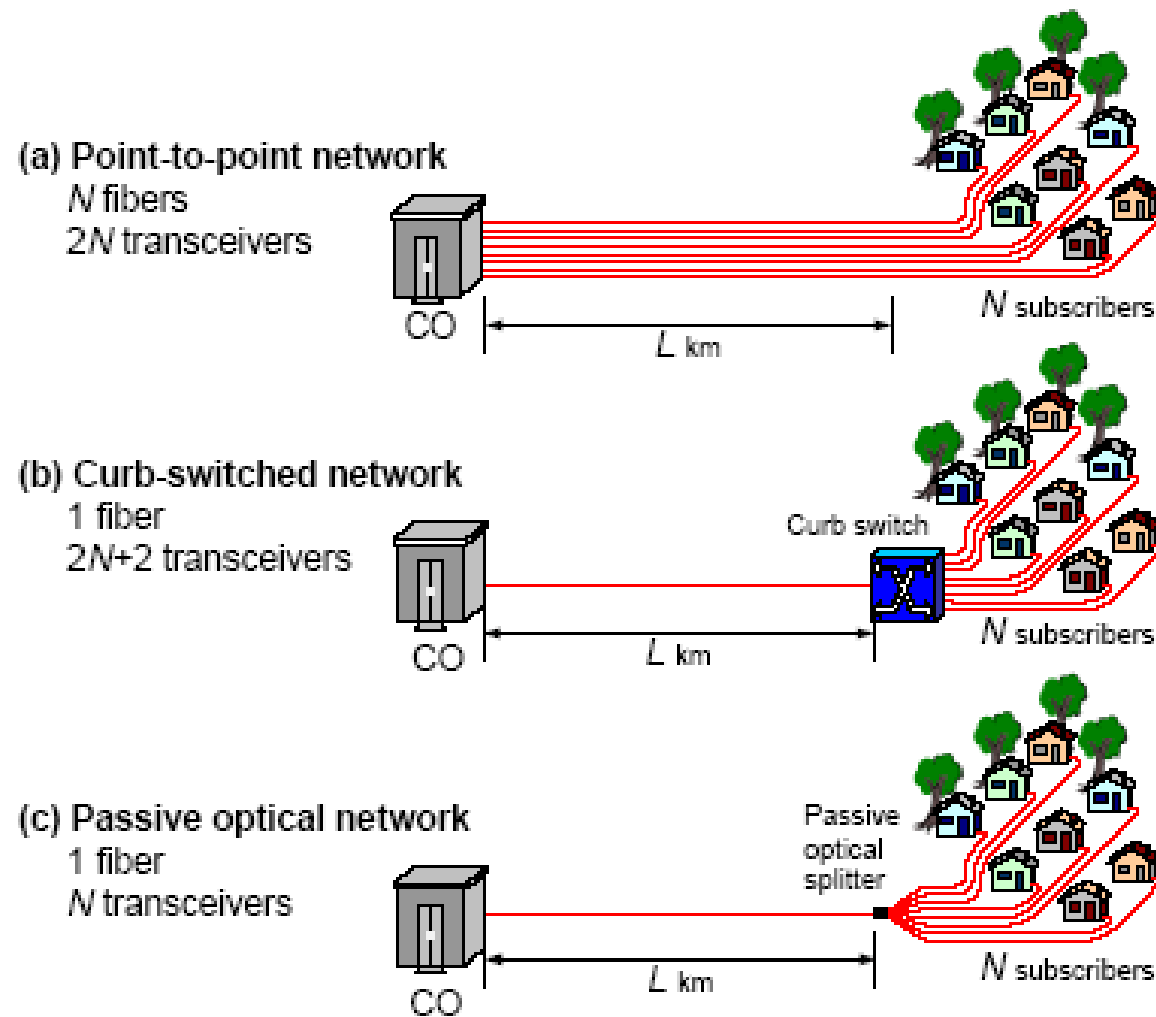 (a) Point-to-point network
N fibers
2N transceivers
CO
L km
N subscribers
(b) Curb-switched network
1 fiber
2N+2 transceivers
Curb switch
CO
L km
N subscribers
(c) Passive optical network
1 fiber
N transceivers
Passive
optical
splitter
CO
L km
N subscribers